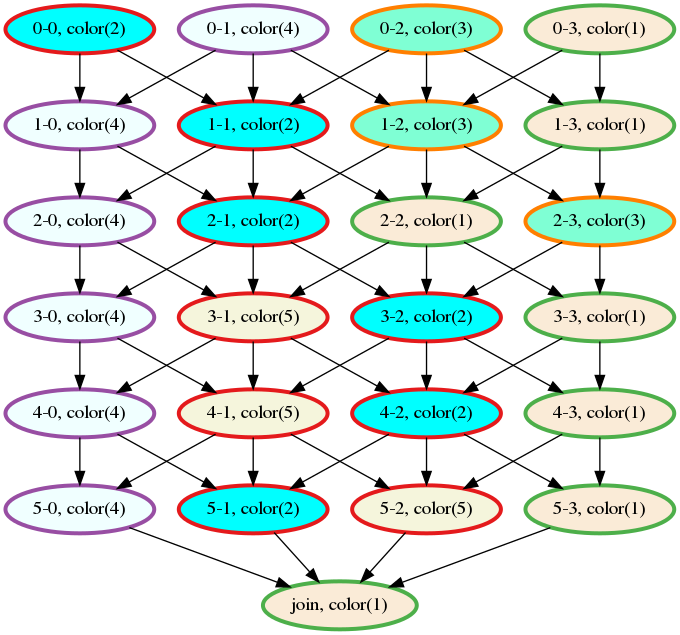 0-0, color(2)
0-1, color(4)
0-2, color(3)
0-3, color(1)
1-0, color(4)
1-1, color(2)
1-2, color(3)
1-3, color(1)
2-0, color(4)
2-1, color(2)
2-2, color(1)
2-3, color(3)
3-0, color(4)
3-1, color(5)
3-2, color(2)
3-3, color(1)
4-0, color(4)
4-1, color(5)
4-2, color(2)
4-3, color(1)
5-0, color(4)
5-1, color(2)
5-2, color(5)
5-3, color(1)
join, color(1)